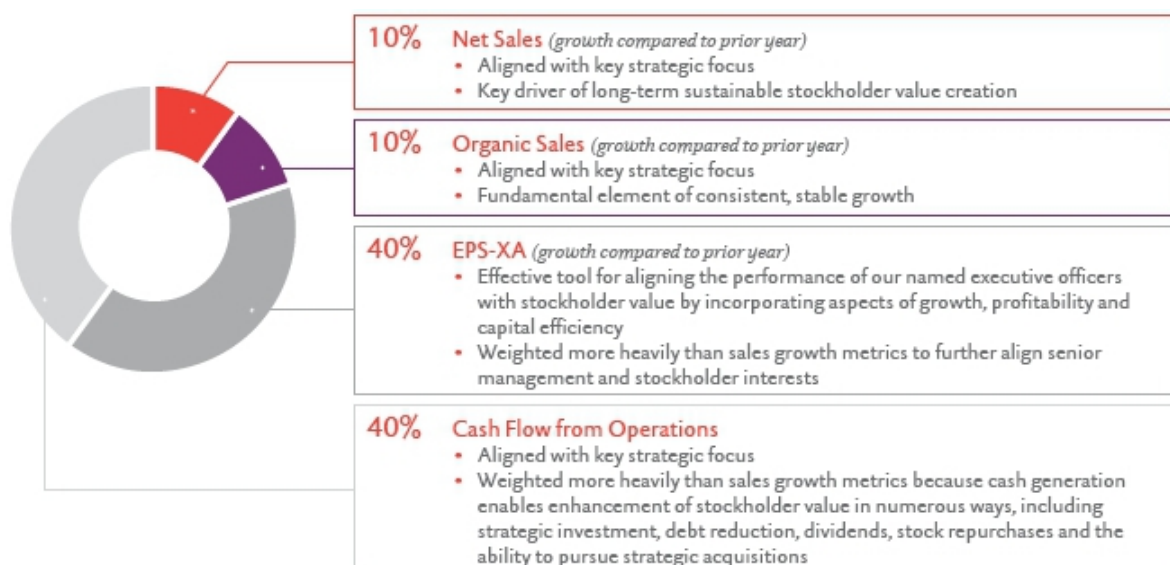 10% Net Sales (growth compared to prior year)
• Aligned with key strategic focus
• Key driver of long-term sustainable stockholder value creation
10% Organic Sales (growth compared to prior year)
• Aligned with key strategic focus
• Fundamental element of consistent, stable growth
40% EPS-XA (growth compared to prior year)
• Effective tool for aligning the performance of our named executive officers
with stockholder value by incorporating aspects of growth, profitability and
capital efficiency
• Weighted more heavily than sales growth metrics to further align senior
management and stockholder interests
40% Cash Flow from Operations
• Aligned with key strategic focus
• Weighted more heavily than sales growth metrics because cash generation
enables enhancement of stockholder value in numerous ways, including
strategic investment, debt reduction, dividends, stock repurchases and the
ability to pursue strategic acquisitions